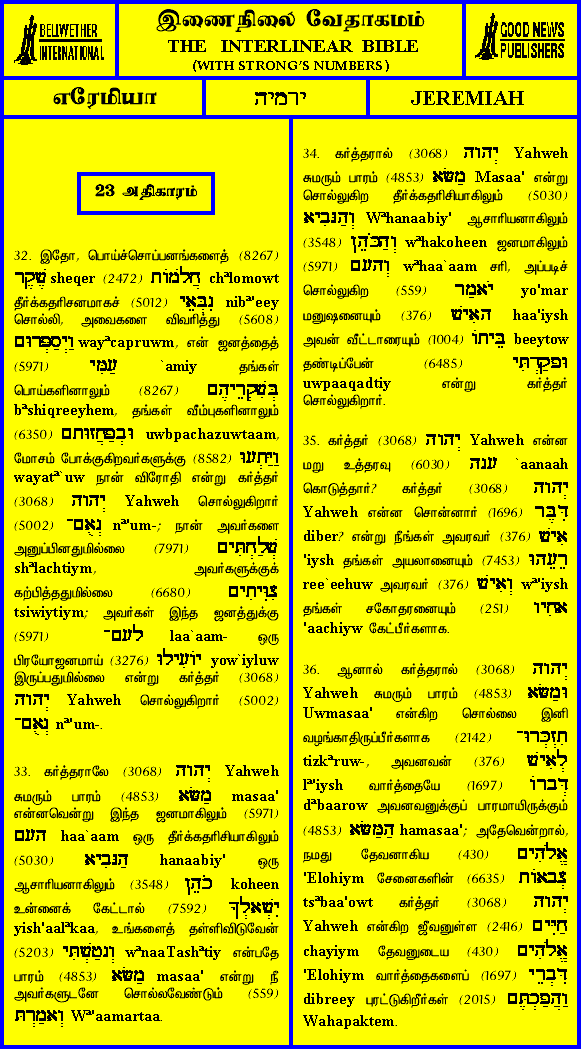 BELLWETHER
INTERNATIONAL
இணைநிலை வேதாகமம்
THE INTERLINEAR BIBLE
(WITH STRONG'S NUMBERS)
GOOD NEWS
PUBLISHERS
எரேமியா
ירמיה
JEREMIAH
23 அதிகாரம்
32. இதோ, பொய்ச்சொப்பனங்களைத் (8267)
שֶׁקֶר sheqer (2472) חֲלֹמוֹת chªlomowt
தீர்க்கதரிசனமாகச் (5012) נִבְּאֵי nibª'eey
சொல்லி, அவைகளை விவரித்து (5608)
וַיְסַפְּרוּם wayªcapruwm, என் ஜனத்தைத்
(5971) עַמִּי `amiy தங்கள்
பொய்களினாலும் (8267) בְּשִׁקְרֵיהֶם
bªshiqreeyhem, தங்கள் வீம்புகளினாலும்
(6350) וּבְפַחֲזוּתָם uwbpachazuwtaam,
மோசம் போக்குகிறவர்களுக்கு (8582) וַיַּתְעוּ
wayatª`uw நான் விரோதி என்று கர்த்தர்
(3068) יְהוָה Yahweh சொல்லுகிறார்
(5002) נְאֻם־ nª'um-; நான் அவர்களை
அனுப்பினதுமில்லை (7971) שְׁלַחְתִּים
shªlachtiym, அவர்களுக்குக்
கற்பித்ததுமில்லை (6680) צִוִּיתִים
tsiwiytiym; அவர்கள் இந்த ஜனத்துக்கு
(5971) לָעָם־ laa`aam- ஒரு
பிரயோஜனமாய் (3276) יוֹעִילוּ yow`iyluw
இருப்பதுமில்லை என்று கர்த்தர் (3068)
יְהוָה Yahweh சொல்லுகிறார் (5002)
נְאֻם־ nª'um-.
33. கர்த்தராலே (3068) יְהוָה Yahweh
சுமரும் பாரம் (4853) מַשָּׂא masaa'
என்னவென்று இந்த ஜனமாகிலும் (5971)
הָעָם haa`aam ஒரு தீர்க்கதரிசியாகிலும்
(5030) הַנָּבִיא hanaabiy' ஒரு
ஆசாரியனாகிலும் (3548) כֹהֵן koheen
உன்னைக் கேட்டால் (7592) יִשְׁאָלְךָ
yish'aalªkaa, உங்களைத் தள்ளிவிடுவேன்
(5203) וְנָטַשְׁתִּי wªnaaTashªtiy என்பதே
பாரம் (4853) מַשָּׂא masaa' என்று நீ
அவர்களுடனே சொல்லவேண்டும் (559)
וְאָמַרְתָּ Wª'aamartaa.
34. கர்த்தரால் (3068) יְהוָה Yahweh
சுமரும் பாரம் (4853) מַשָּׂא Masaa' என்று
சொல்லுகிற தீர்க்கதரிசியாகிலும் (5030)
וְהַנָּבִיא Wªhanaabiy' ஆசாரியனாகிலும்
(3548) וְהַכֹּהֵן wªhakoheen ஜனமாகிலும்
(5971) וְהָעָם wªhaa`aam சரி, அப்படிச்
சொல்லுகிற (559) יֹאמַר yo'mar
மனுஷனையும் (376) הָאִישׁ haa'iysh
அவன் வீட்டாரையும் (1004) בֵּיתוֹ beeytow
தண்டிப்பேன் (6485) וּפָקַדְתִּי
uwpaaqadtiy என்று கர்த்தர்
சொல்லுகிறார்.
35. கர்த்தர் (3068) יְהוָה Yahweh என்ன
மறு உத்தரவு (6030) עָנָה `aanaah
கொடுத்தார்? கர்த்தர் (3068) יְהוָה
Yahweh என்ன சொன்னார் (1696) דִּבֶּר
diber? என்று நீங்கள் அவரவர் (376) אִישׁ
'iysh தங்கள் அயலானையும் (7453) רֵעֵהוּ
ree`eehuw அவரவர் (376) וְאִישׁ wª'iysh
தங்கள் சகோதரனையும் (251) אָחִיו
'aachiyw கேட்பீர்களாக.
36. ஆனால் கர்த்தரால் (3068) יְהוָה
Yahweh சுமரும் பாரம் (4853) וּמַשָּׂא
Uwmasaa' என்கிற சொல்லை இனி
வழங்காதிருப்பீர்களாக (2142) תִזְכְּרוּ־
tizkªruw-, அவனவன் (376) לְאִישׁ
lª'iysh வார்த்தையே (1697) דְּבָרוֹ
dªbaarow அவனவனுக்குப் பாரமாயிருக்கும்
(4853) הַמַּשָּׂא hamasaa'; அதேவென்றால்,
நமது தேவனாகிய (430) אֱלֹהִים
'Elohiym சேனைகளின் (6635) צְבָאוֹת
tsªbaa'owt கர்த்தர் (3068) יְהוָה
Yahweh என்கிற ஜீவனுள்ள (2416) חַיִּים
chayiym தேவனுடைய (430) אֱלֹהִים
'Elohiym வார்த்தைகளைப் (1697) דִּבְרֵי
dibreey புரட்டுகிறீர்கள் (2015) וַהֲפַכְתֶּם
Wahapaktem.